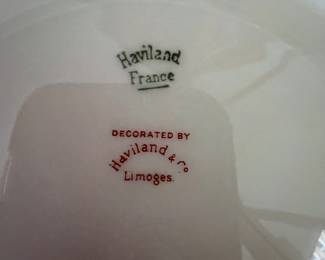 Haviland
France
DECORATED BY
Haviland & Co
Limoges